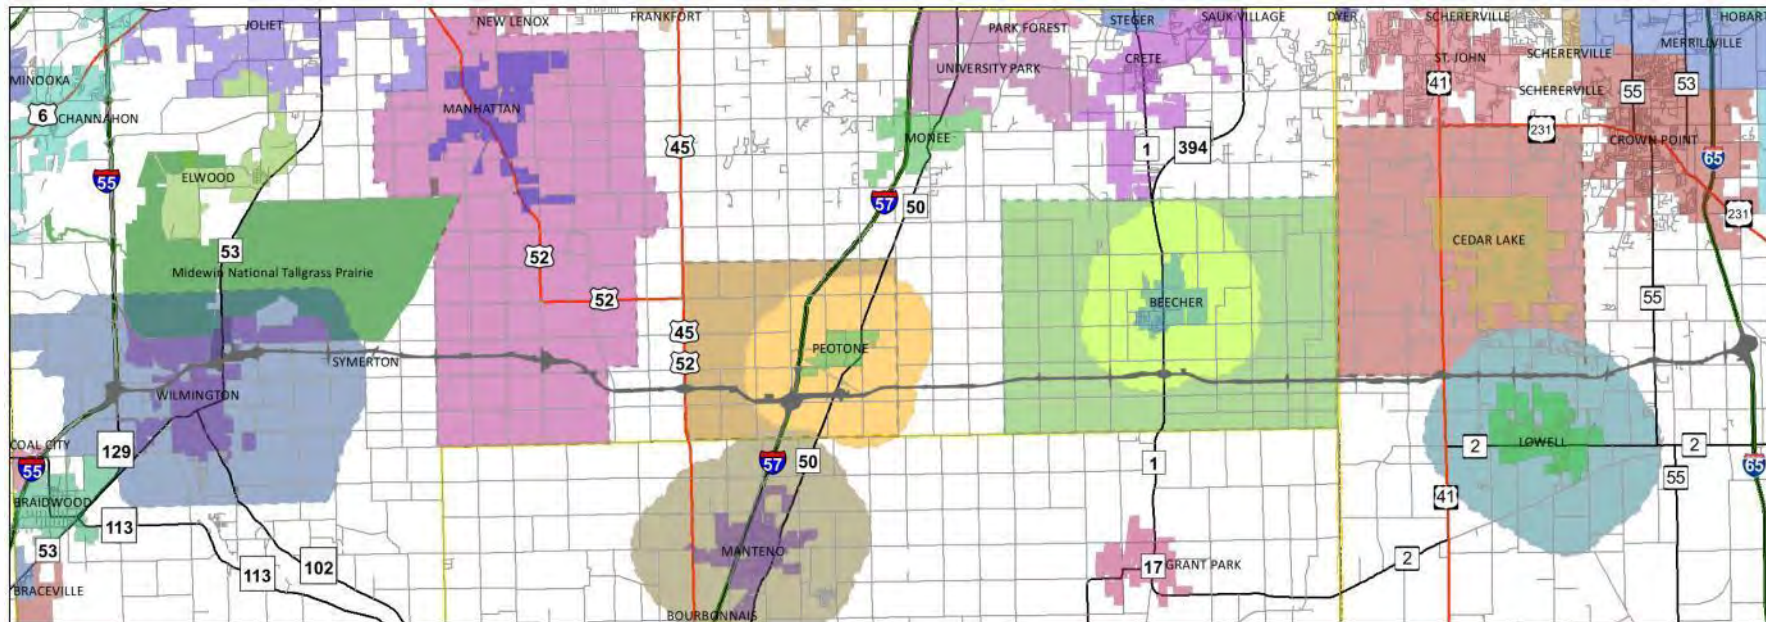 JOLIET
NEW LENOX
FRANKFORT
PARK FOREST
STEGER
SAUK VILLAGE
DYER
SCHERERVILLE
HOBART
MINOOKA
UNIVERSITY PARK
CRETE
ST. JOHN
SCHERERVILLE
MERRILLVILLE
41
55
53
SCHERERVILLE
6
CHANNAHON
MANHATTAN
MONEE
45
1
394
231
CROWN POINT
65
55
ELWOOD
57
50
231
53
CEDAR LAKE
Midewin National Tallgrass Prairie
52
52
BEECHER
55
45
52
PEOTONE
SYMERTON
WILMINGTON
COAL CITY
129
55
57
50
1
2
LOWELL
2
65
55
41
BRAIDWOOD
113
53
MANTENO
2
113
102
17
GRANT PARK
BRACEVILLE
BOURBONNAIS